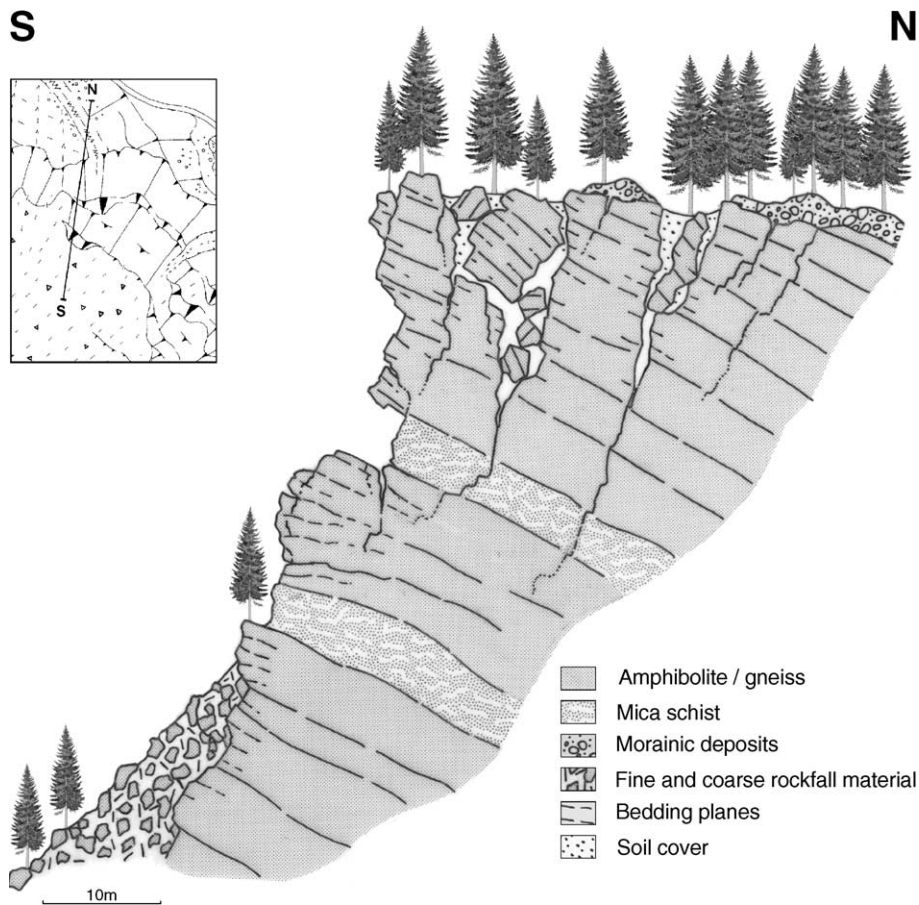 S
N
N
S
Amphibolite / gneiss
Mica schist
Morainic deposits
Fine and coarse rockfall material
Bedding planes
Soil cover
10m